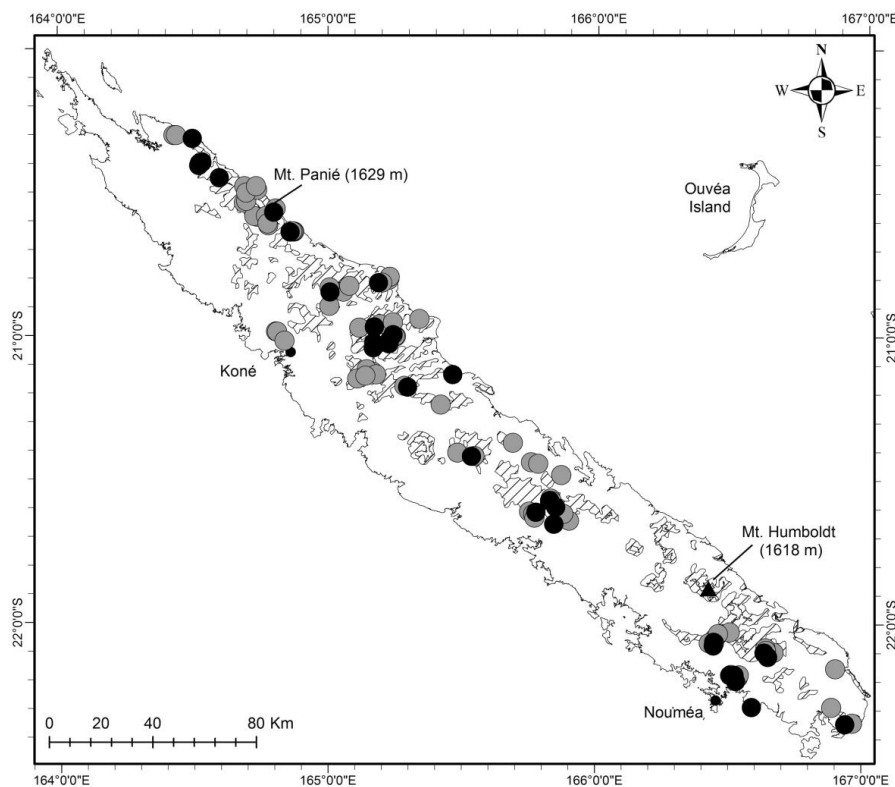 164°0'0"E 165°0'0"E 166°0'0"E 167°0'0"E
N
W E
S
Mt. Panié (1629 m)
Ouvéa
Island
21°0'0"S 21°0'0"S
Koné
Mt. Humboldt
(1618 m)
22°0'0"S 22°0'0"S
Nouméa
0 20 40 80 Km
164°0'0"E 165°0'0"E 166°0'0"E 167°0'0"E